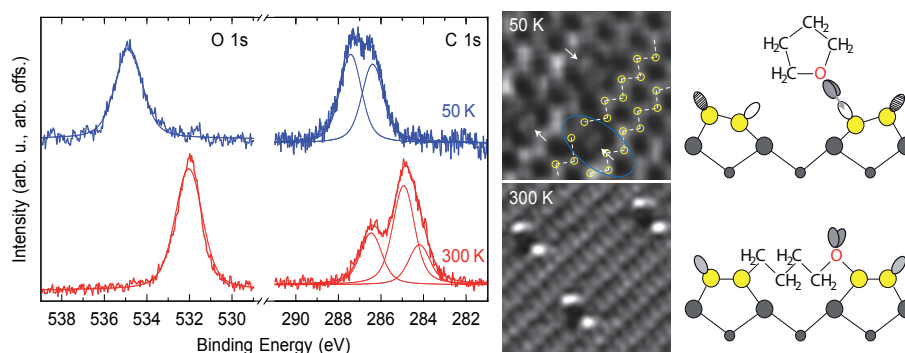 O 1s
C 1s
50 K
300 K
Intensity (arb. u., arb. offs.)
538 536 534 532 530 290 288 286 284 282
Binding Energy (eV)
50 K
300 K
H₂C CH₂
H₂C O
CH₂
H₂C H₂C O
CH₂ CH₂